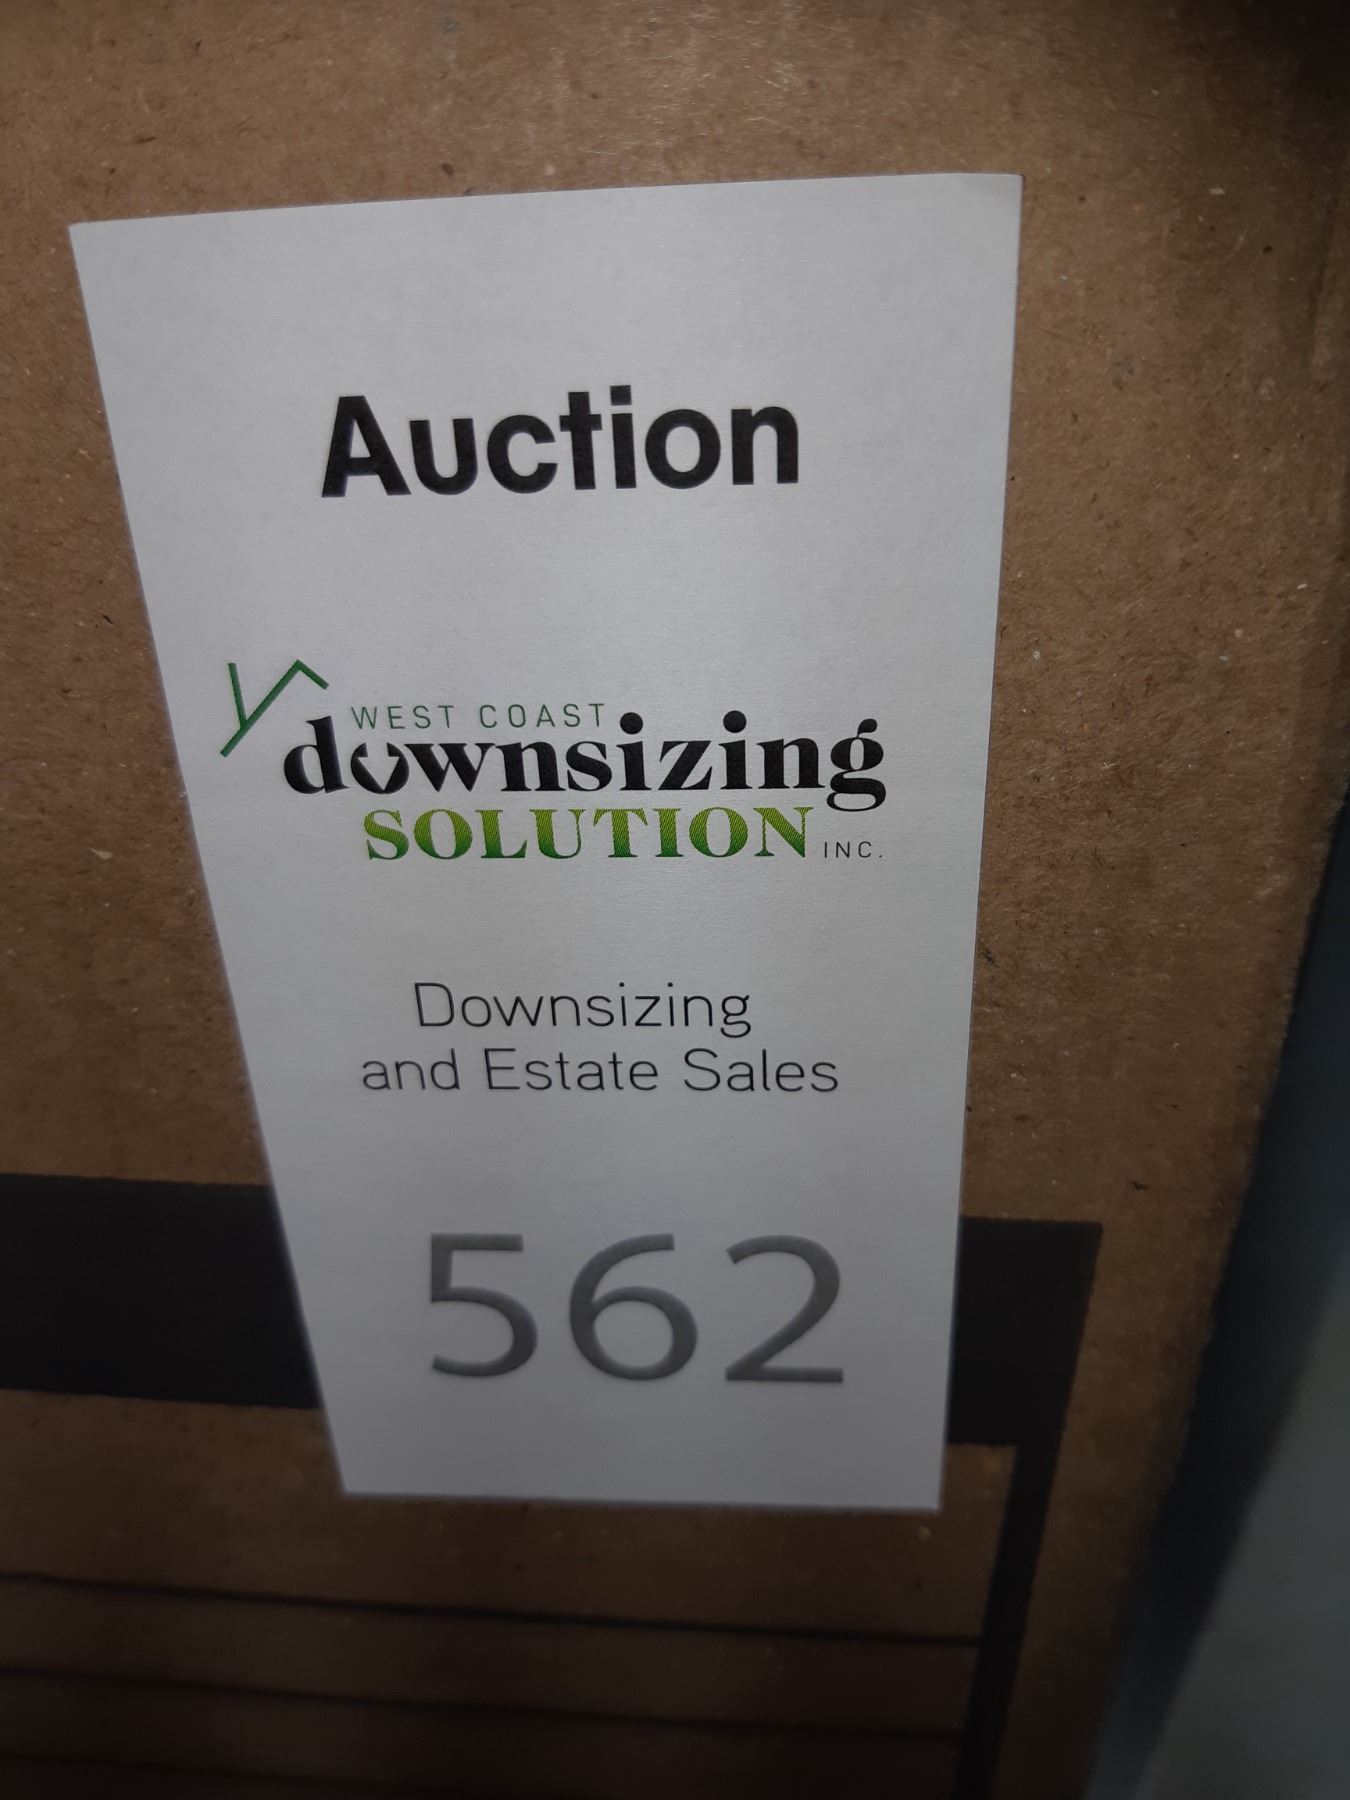 Auction
WEST COAST
downsizing
SOLUTION INC.
Downsizing
and Estate Sales
562